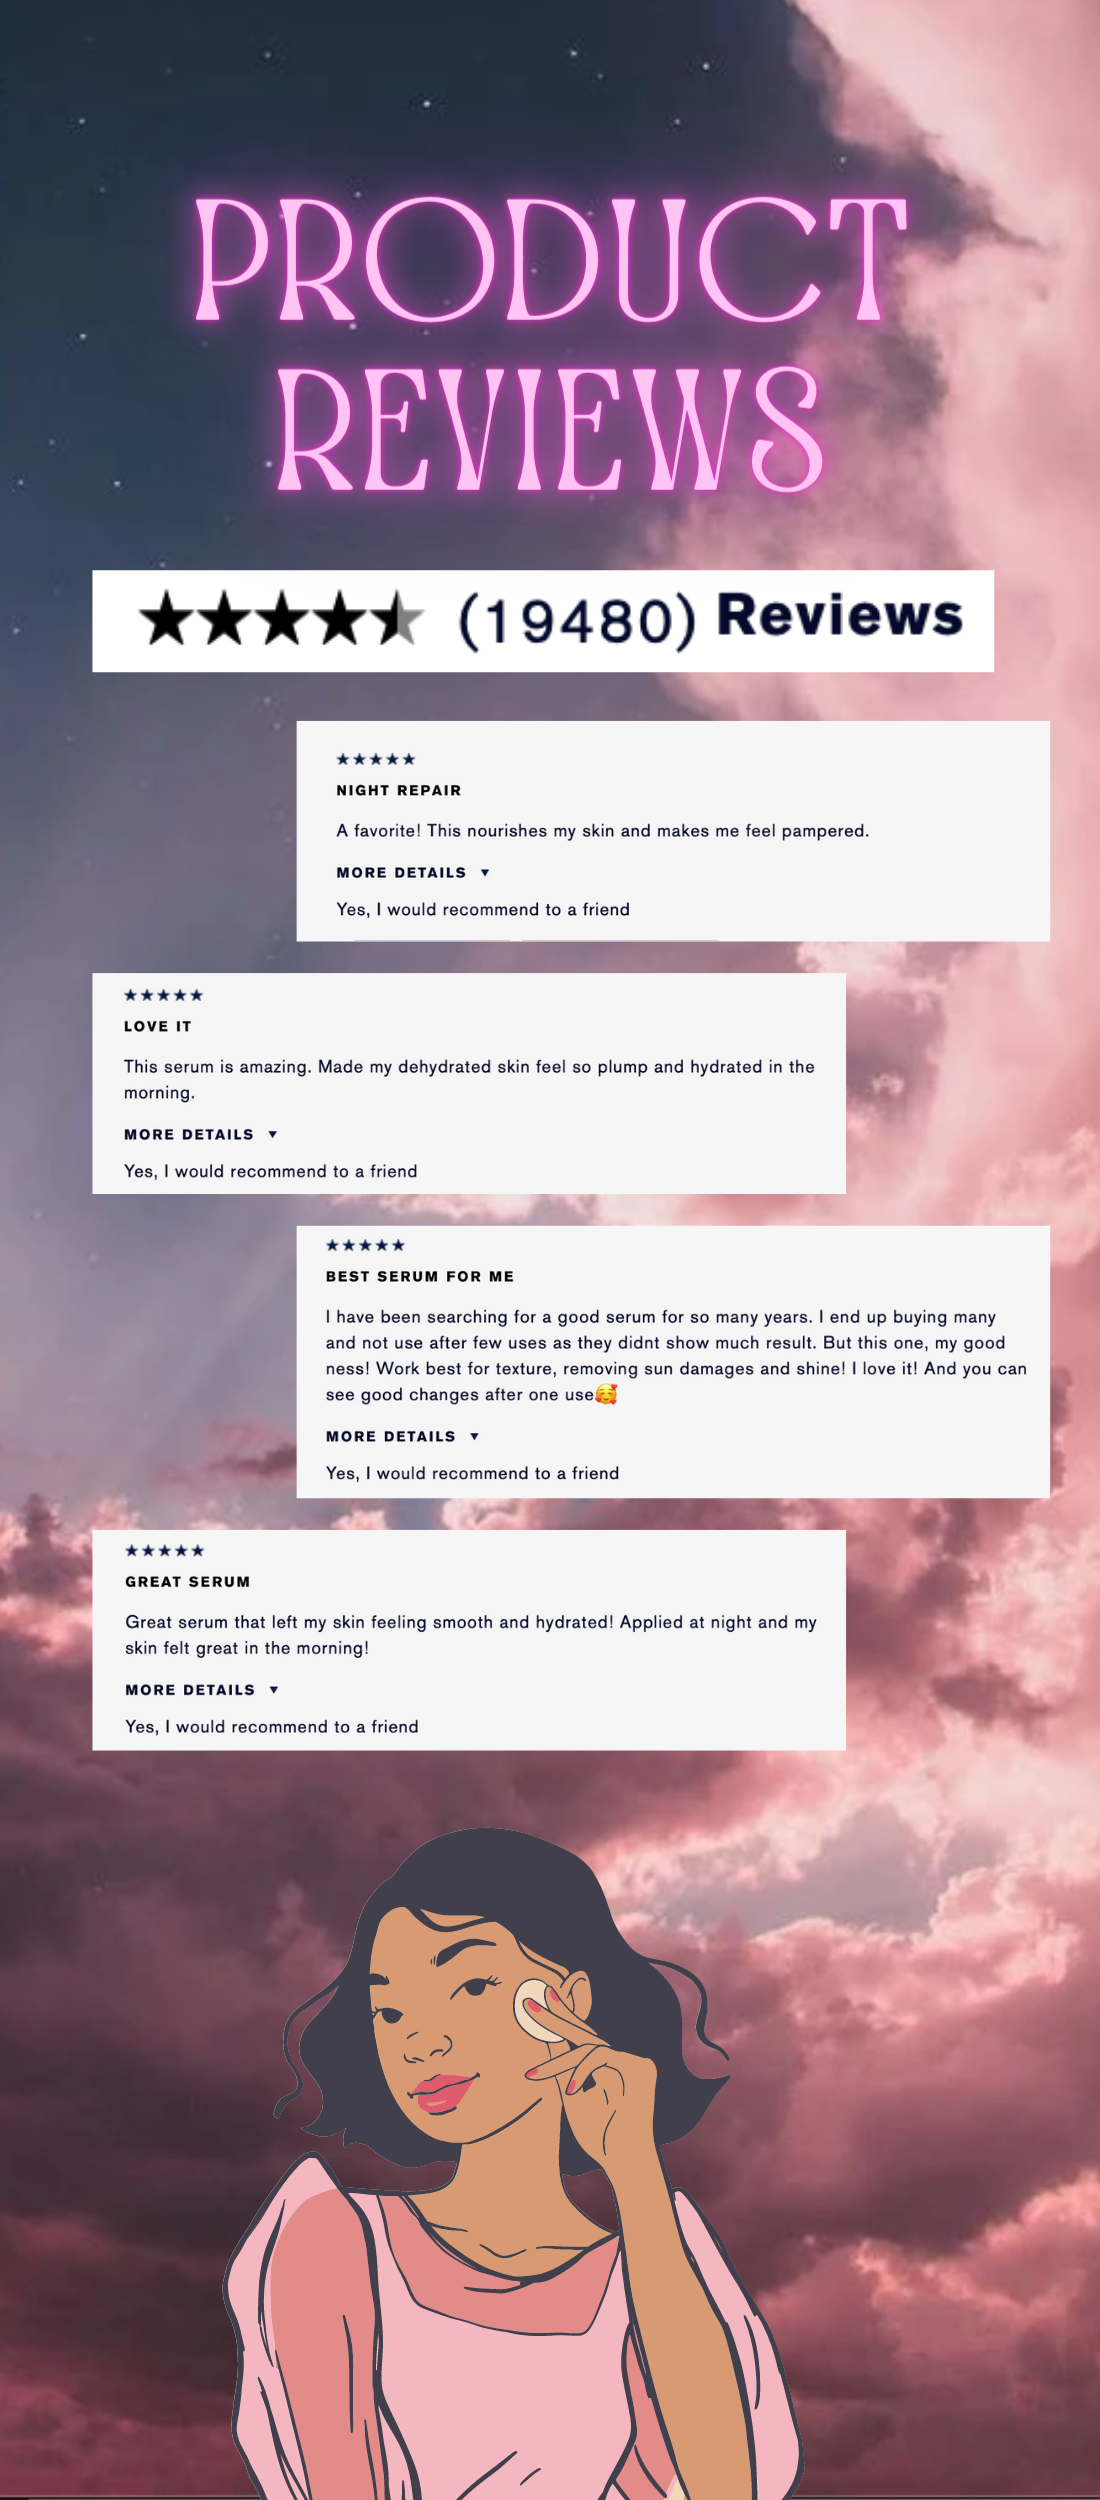 PRODUCT
REVIEWS
★★★★⯨ (19480) Reviews
★★★★★
NIGHT REPAIR
A favorite! This nourishes my skin and makes me feel pampered.
MORE DETAILS ▼
Yes, I would recommend to a friend
★★★★★
LOVE IT
This serum is amazing. Made my dehydrated skin feel so plump and hydrated in the
morning.
MORE DETAILS ▼
Yes, I would recommend to a friend
★★★★★
BEST SERUM FOR ME
I have been searching for a good serum for so many years. I end up buying many
and not use after few uses as they didnt show much result. But this one, my good
ness! Work best for texture, removing sun damages and shine! I love it! And you can
see good changes after one use🥰
MORE DETAILS ▼
Yes, I would recommend to a friend
★★★★★
GREAT SERUM
Great serum that left my skin feeling smooth and hydrated! Applied at night and my
skin felt great in the morning!
MORE DETAILS ▼
Yes, I would recommend to a friend